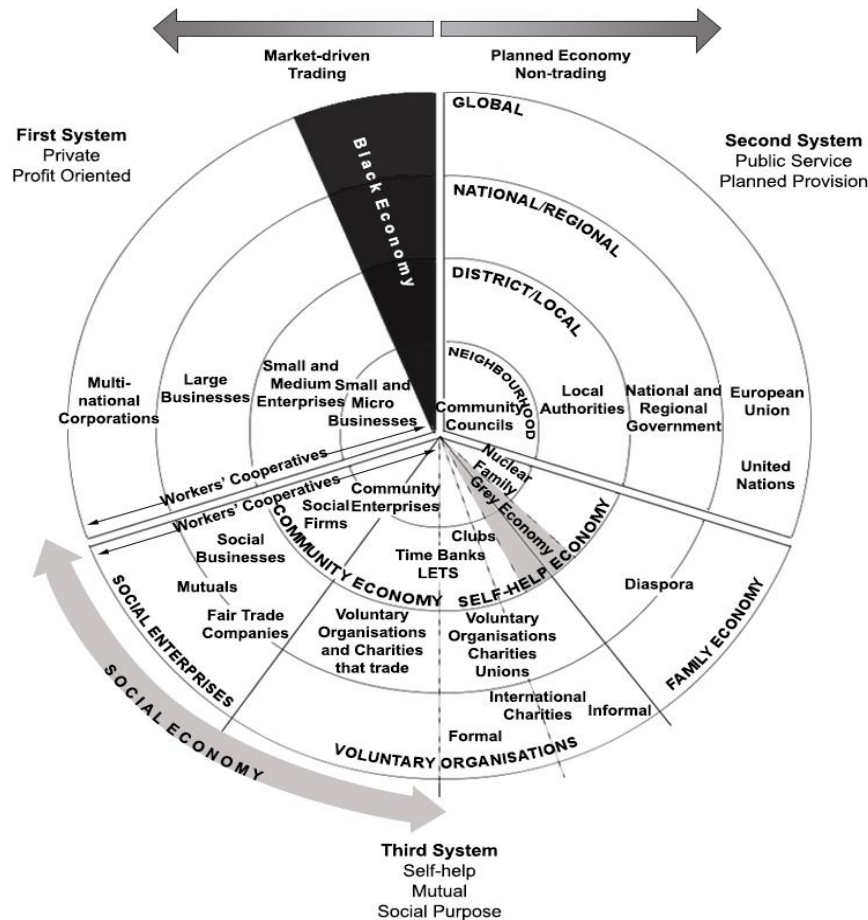 Market-driven
Trading
Planned Economy
Non-trading
First System
Private
Profit Oriented
Second System
Public Service
Planned Provision
GLOBAL
NATIONAL/REGIONAL
DISTRICT/LOCAL
NEIGHBOURHOOD
Black Economy
Multi-
national
Corporations
Large
Businesses
Small and
Medium
Enterprises
Small and
Micro
Businesses
Community
Councils
Local
Authorities
National and
Regional
Government
European
Union
United
Nations
Workers' Cooperatives
Workers' Cooperatives
Nuclear
Family
Grey Economy
Community
Enterprises
Social
Firms
Social
Businesses
Mutuals
Fair Trade
Companies
COMMUNITY ECONOMY
SELF-HELP ECONOMY
Clubs
Time Banks
LETS
Diaspora
Voluntary
Organisations
and Charities
that trade
Voluntary
Organisations
Charities
Unions
International
Charities
Informal
Formal
SOCIAL ENTERPRISES
VOLUNTARY ORGANISATIONS
FAMILY ECONOMY
SOCIAL ECONOMY
Third System
Self-help
Mutual
Social Purpose